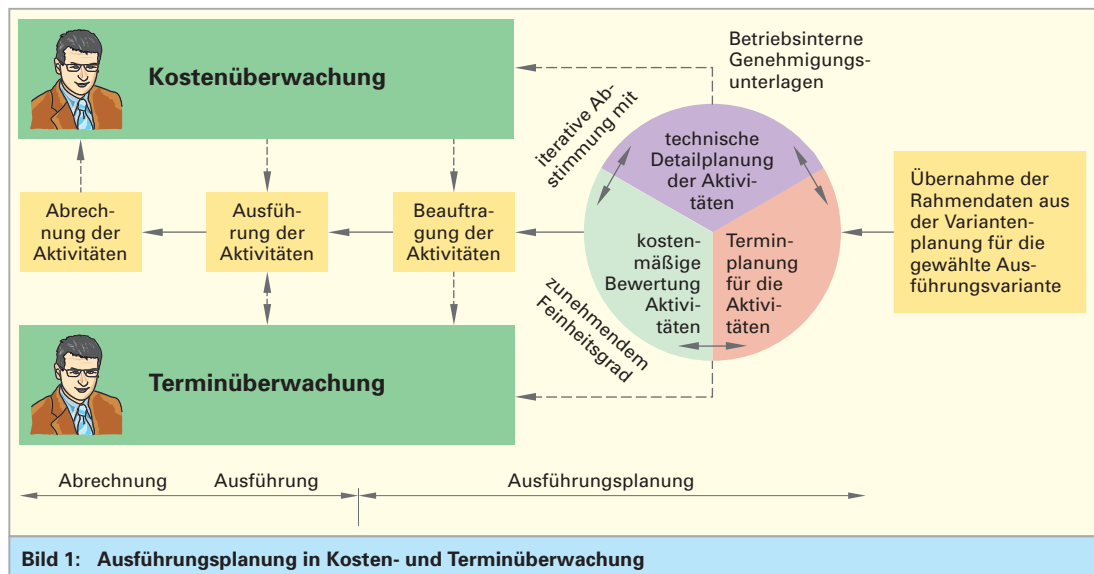 Kostenüberwachung
Betriebsinterne
Genehmigungs-
unterlagen
iterative Ab-
stimmung mit
technische
Detailplanung
der Aktivi-
täten
Abrech-
nung der
Aktivitäten
Ausfüh-
rung der
Aktivitäten
Beauftra-
gung der
Aktivitäten
kosten-
mäßige
Bewertung
Aktivi-
täten
Termin-
planung
für die
Aktivi-
täten
Übernahme der
Rahmendaten aus
der Varianten-
planung für die
gewählte Aus-
führungsvariante
zunehmendem
Feinheitsgrad
Terminüberwachung
Abrechnung
Ausführung
Ausführungsplanung
Bild 1: Ausführungsplanung in Kosten- und Terminüberwachung